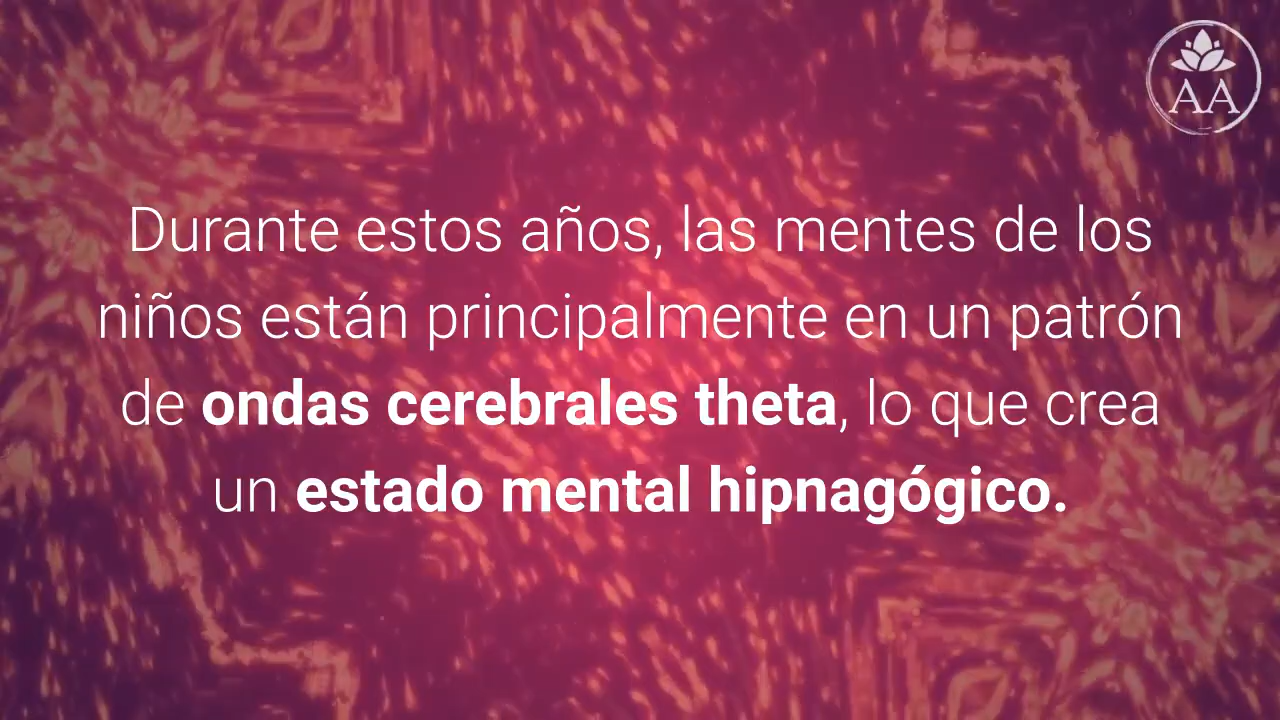 AA
Durante estos años, las mentes de los
niños están principalmente en un patrón
de ondas cerebrales theta, lo que crea
un estado mental hipnagógico.